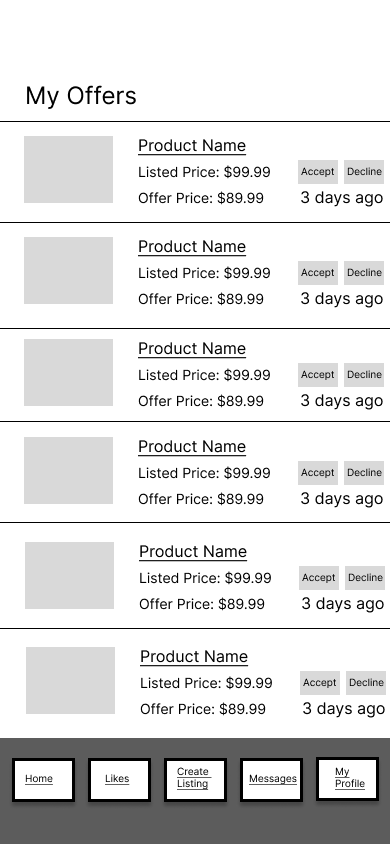 My Offers
Product Name
Listed Price: $99.99
Accept Decline
Offer Price: $89.99
3 days ago
Product Name
Listed Price: $99.99
Accept Decline
Offer Price: $89.99
3 days ago
Product Name
Listed Price: $99.99
Accept Decline
Offer Price: $89.99
3 days ago
Product Name
Listed Price: $99.99
Accept Decline
Offer Price: $89.99
3 days ago
Product Name
Listed Price: $99.99
Accept Decline
Offer Price: $89.99
3 days ago
Product Name
Listed Price: $99.99
Accept Decline
Offer Price: $89.99
3 days ago
Home
Likes
Create
Listing
Messages
My
Profile